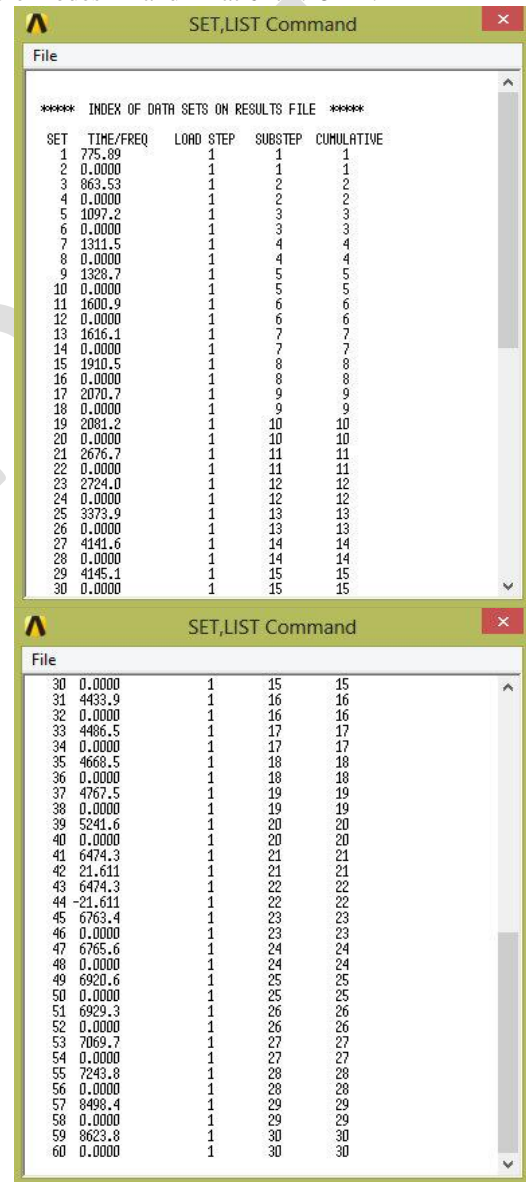 SET,LIST Command
File
***** INDEX OF DATA SETS ON RESULTS FILE *****
SET TIME/FREQ LOAD STEP SUBSTEP CUMULATIVE
1 775.89 1 1 1
2 0.0000 1 1 1
3 863.53 1 2 2
4 0.0000 1 2 2
5 1097.2 1 3 3
6 0.0000 1 3 3
7 1311.5 1 4 4
8 0.0000 1 4 4
9 1328.7 1 5 5
10 0.0000 1 5 5
11 1600.9 1 6 6
12 0.0000 1 6 6
13 1616.1 1 7 7
14 0.0000 1 7 7
15 1910.5 1 8 8
16 0.0000 1 8 8
17 2070.7 1 9 9
18 0.0000 1 9 9
19 2081.2 1 10 10
20 0.0000 1 10 10
21 2676.7 1 11 11
22 0.0000 1 11 11
23 2724.0 1 12 12
24 0.0000 1 12 12
25 3373.9 1 13 13
26 0.0000 1 13 13
27 4141.6 1 14 14
28 0.0000 1 14 14
29 4145.1 1 15 15
30 0.0000 1 15 15
SET,LIST Command
File
30 0.0000 1 15 15
31 4433.9 1 16 16
32 0.0000 1 16 16
33 4486.5 1 17 17
34 0.0000 1 17 17
35 4668.5 1 18 18
36 0.0000 1 18 18
37 4767.5 1 19 19
38 0.0000 1 19 19
39 5241.6 1 20 20
40 0.0000 1 20 20
41 6474.3 1 21 21
42 21.611 1 21 21
43 6474.3 1 22 22
44 -21.611 1 22 22
45 6763.4 1 23 23
46 0.0000 1 23 23
47 6765.6 1 24 24
48 0.0000 1 24 24
49 6920.6 1 25 25
50 0.0000 1 25 25
51 6929.3 1 26 26
52 0.0000 1 26 26
53 7069.7 1 27 27
54 0.0000 1 27 27
55 7243.8 1 28 28
56 0.0000 1 28 28
57 8498.4 1 29 29
58 0.0000 1 29 29
59 8623.8 1 30 30
60 0.0000 1 30 30